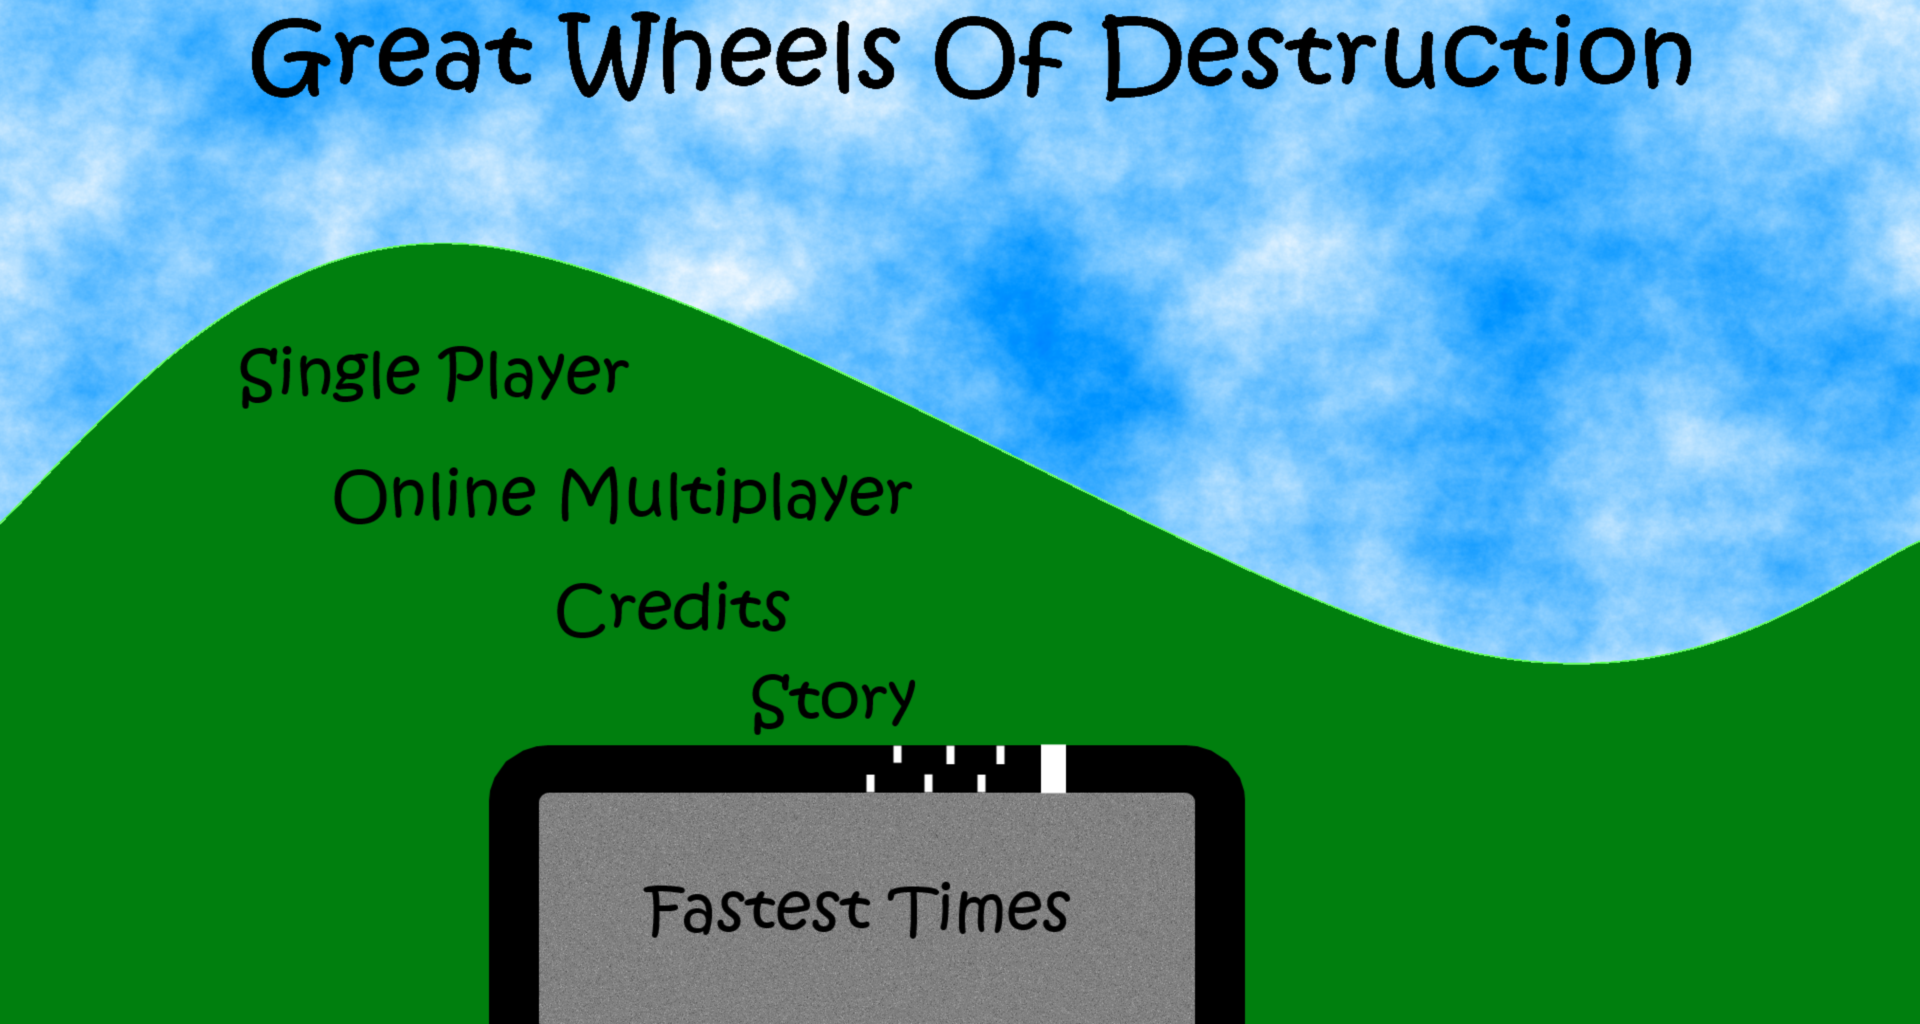 Great Wheels Of Destruction
Single Player
Online Multiplayer
Credits
Story
Fastest Times